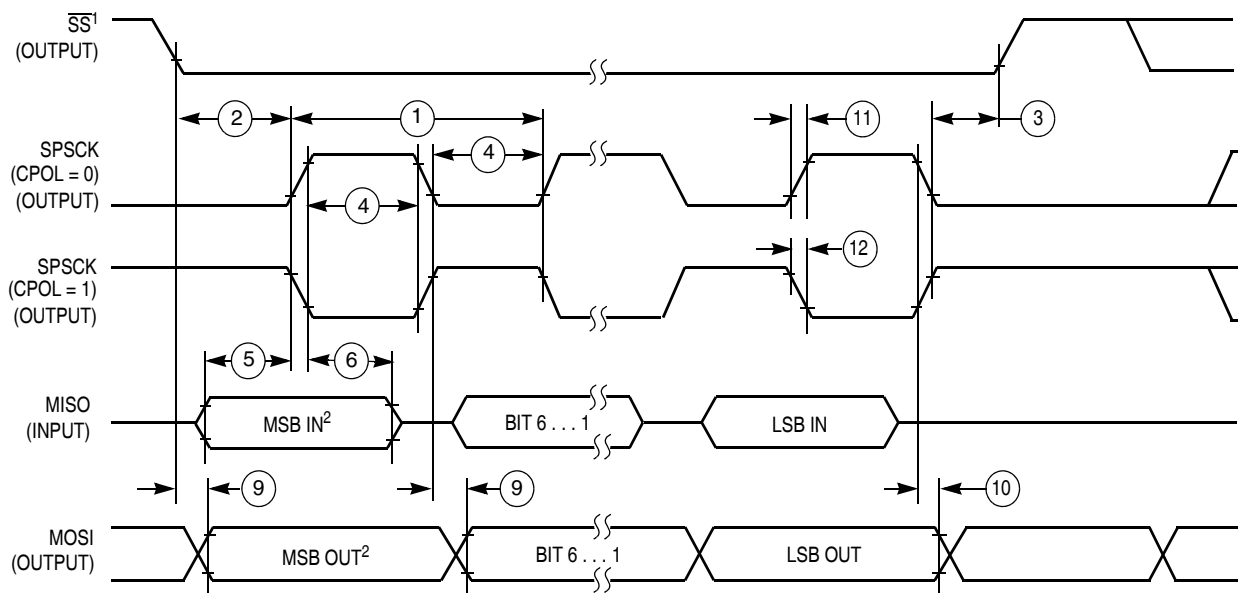 SS¹
(OUTPUT)
2
1
11
3
SPSCK
(CPOL = 0)
(OUTPUT)
4
4
SPSCK
(CPOL = 1)
(OUTPUT)
12
5
6
MISO
(INPUT)
MSB IN²
BIT 6 . . . 1
LSB IN
9
9
10
MOSI
(OUTPUT)
MSB OUT²
BIT 6 . . . 1
LSB OUT